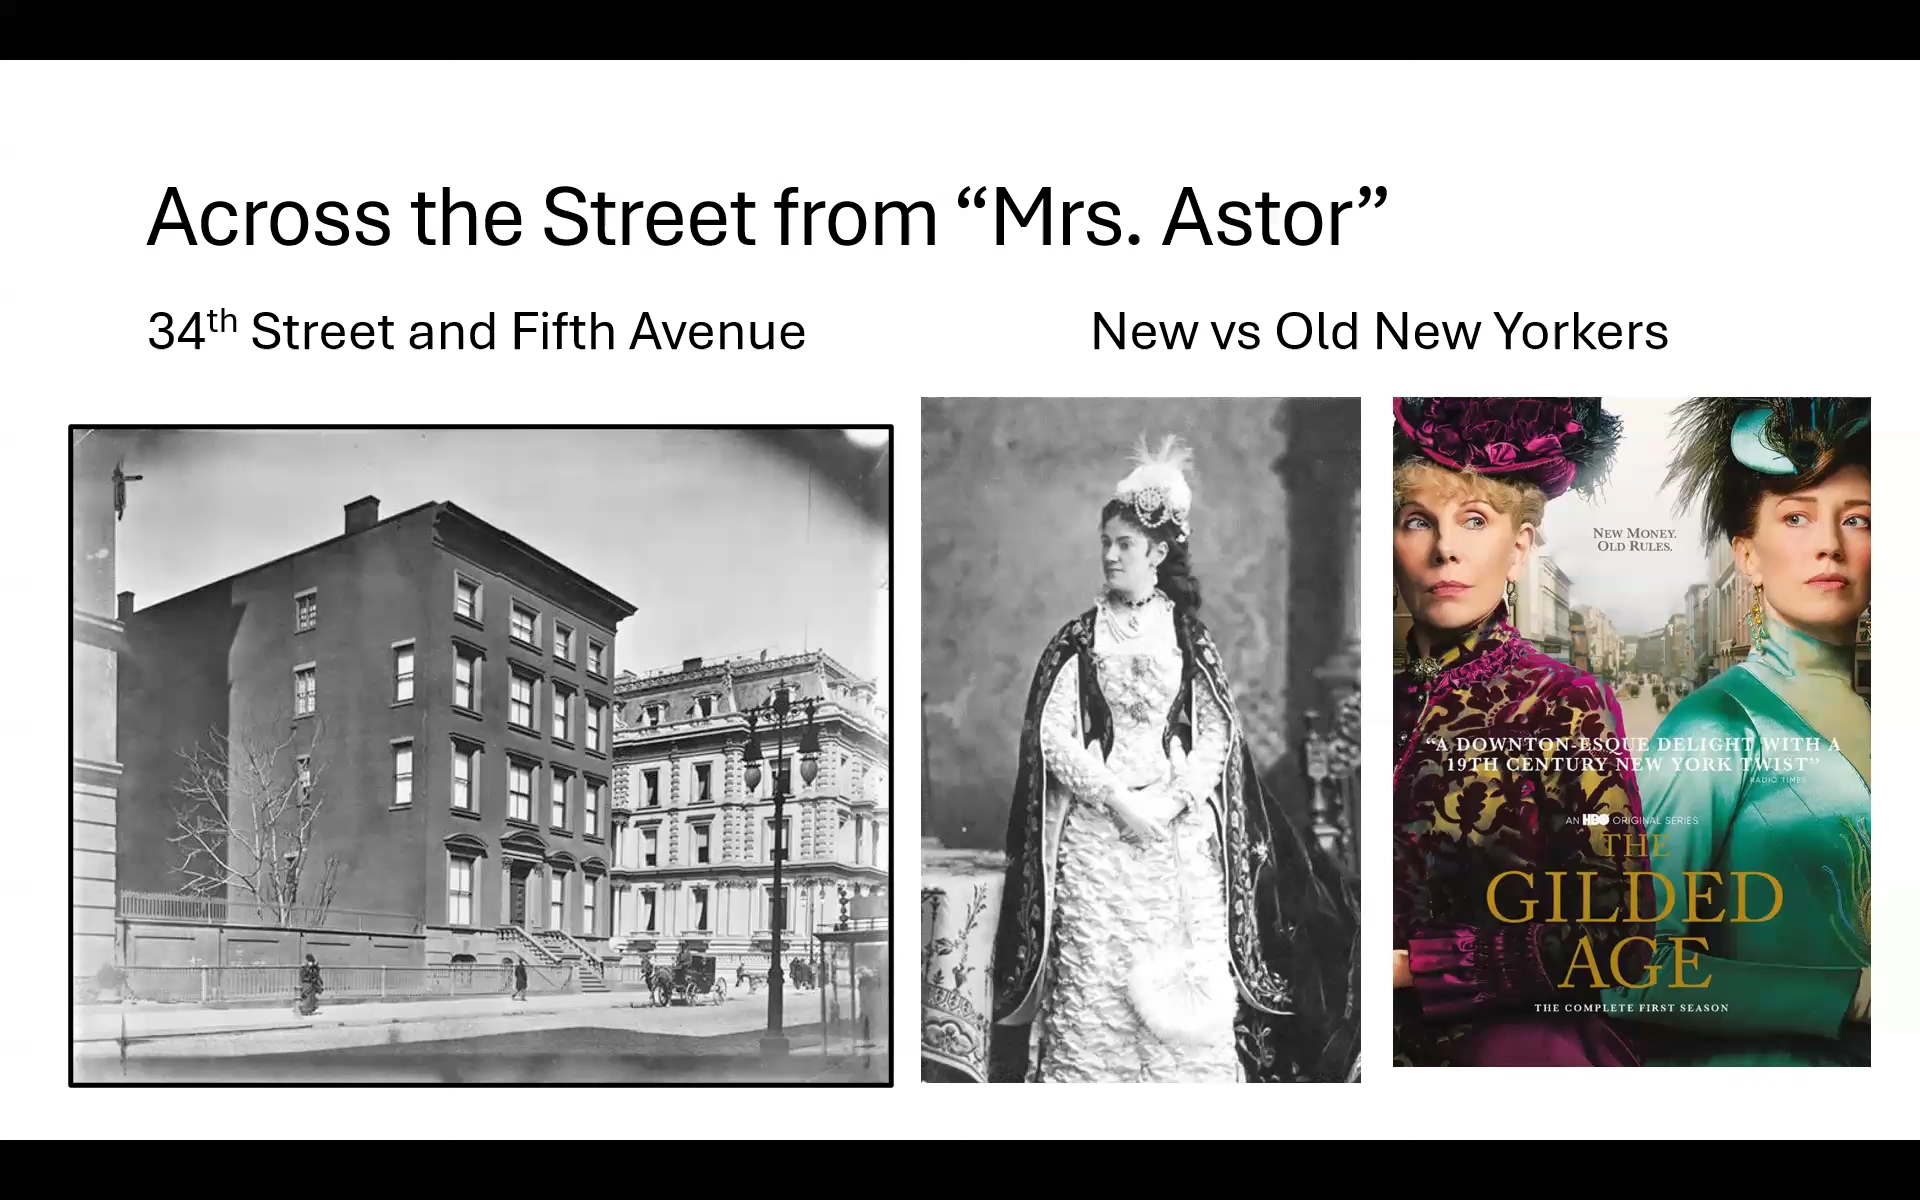 Across the Street from “Mrs. Astor”
34th Street and Fifth Avenue
New vs Old New Yorkers
NEW MONEY.
OLD RULES.
“A DOWNTON-ESQUE DELIGHT WITH A
19TH CENTURY NEW YORK TWIST”
RADIO TIMES
AN HBO ORIGINAL SERIES
THE
GILDED
AGE
THE COMPLETE FIRST SEASON